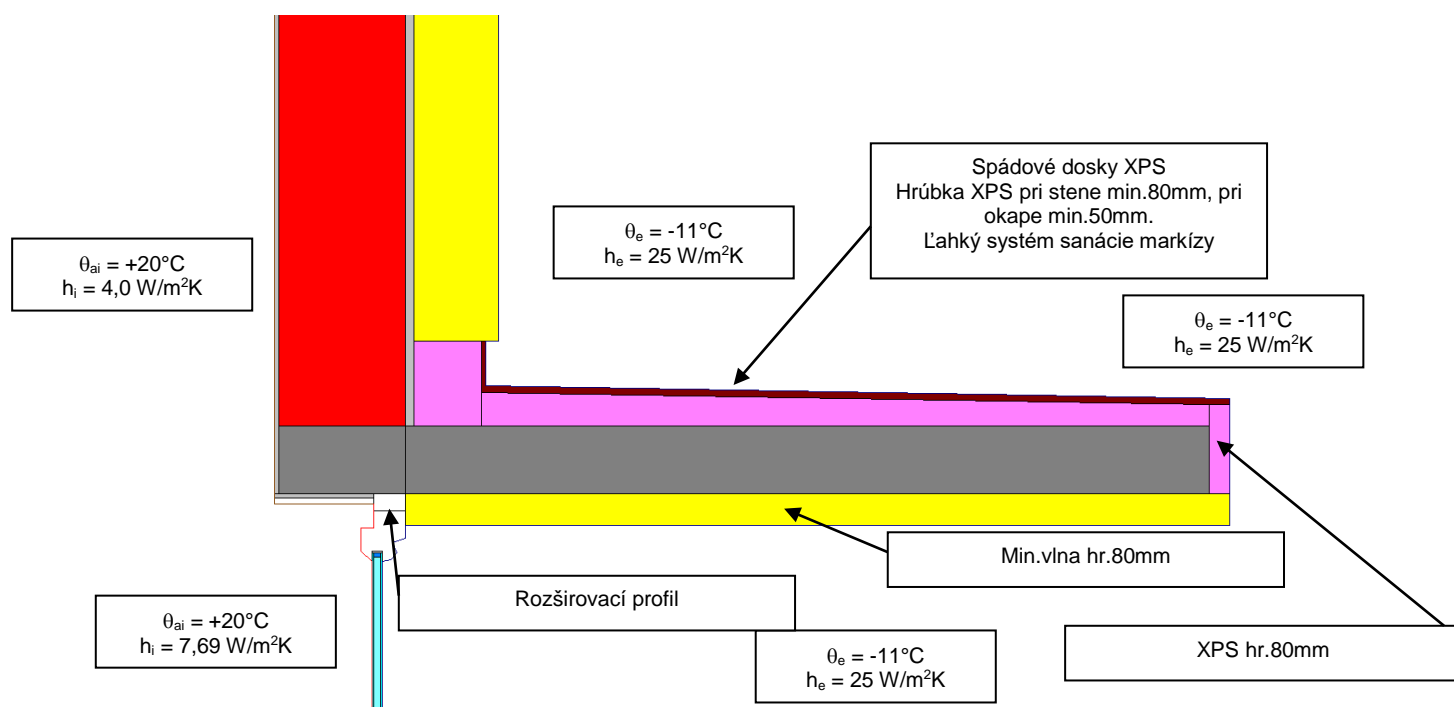 Spádové dosky XPS
Hrúbka XPS pri stene min.80mm, pri
okape min.50mm.
Ľahký systém sanácie markízy
θe = -11°C
he = 25 W/m²K
θai = +20°C
hi = 4,0 W/m²K
θe = -11°C
he = 25 W/m²K
Min.vlna hr.80mm
Rozširovací profil
θai = +20°C
hi = 7,69 W/m²K
XPS hr.80mm
θe = -11°C
he = 25 W/m²K